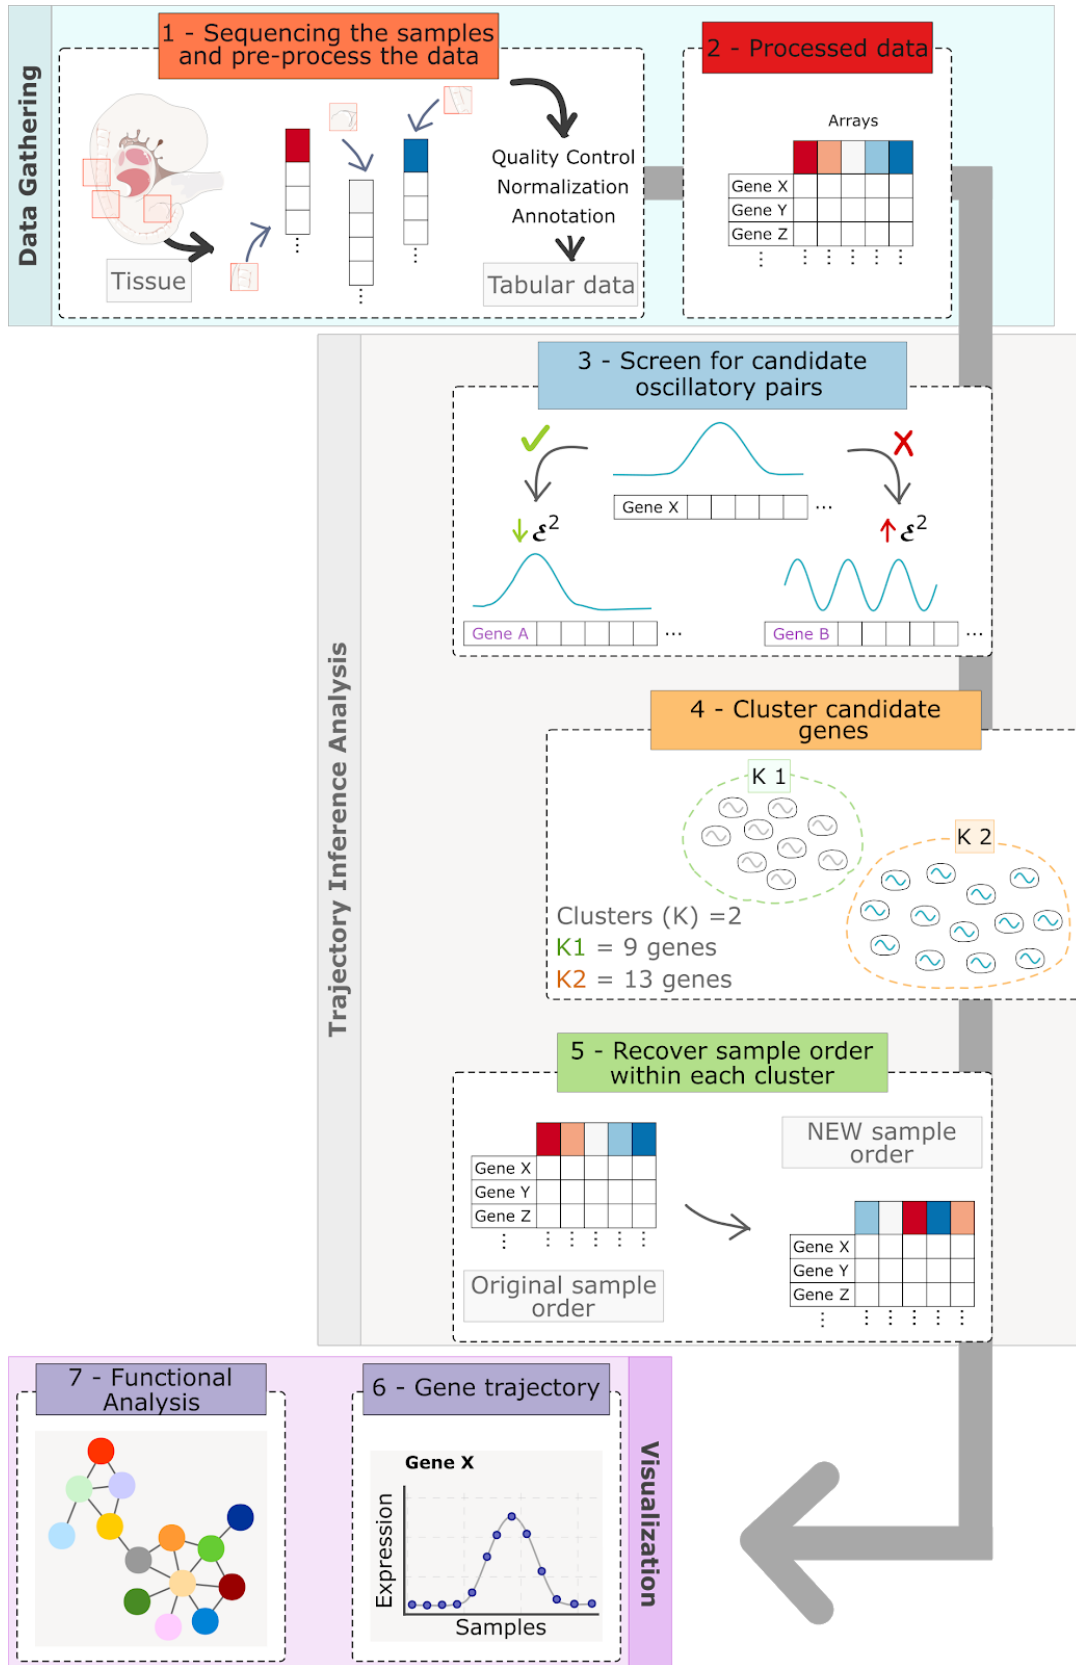 Data Gathering
1 - Sequencing the samples
and pre-process the data
Tissue
Quality Control
Normalization
Annotation
Tabular data
2 - Processed data
Arrays
Gene X
Gene Y
Gene Z
Trajectory Inference Analysis
3 - Screen for candidate
oscillatory pairs
Gene X
...
↓ ε²
↑ ε²
Gene A
...
Gene B
...
4 - Cluster candidate
genes
K 1
K 2
Clusters (K) =2
K1 = 9 genes
K2 = 13 genes
5 - Recover sample order
within each cluster
Gene X
Gene Y
Gene Z
Original sample
order
NEW sample
order
Gene X
Gene Y
Gene Z
7 - Functional
Analysis
6 - Gene trajectory
Gene X
Expression
Samples
Visualization